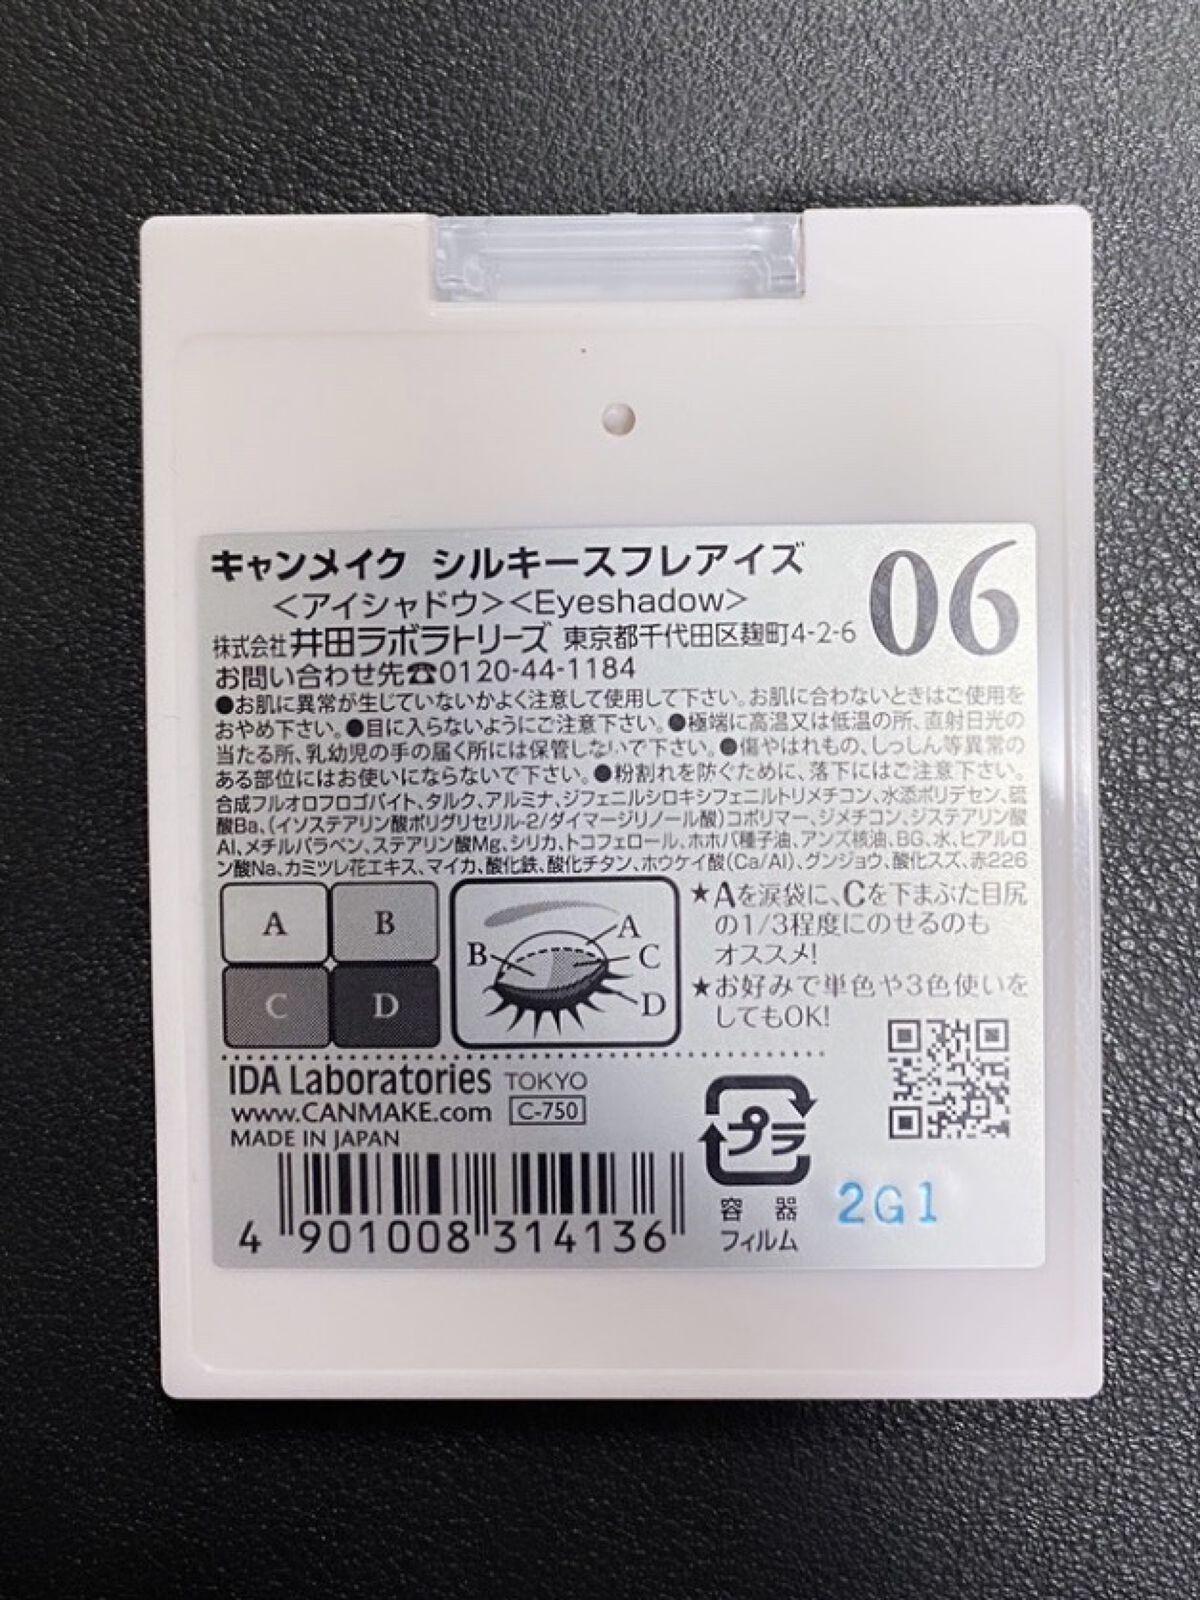 キャンメイク シルキースフレアイズ
06
＜アイシャドウ＞＜Eyeshadow＞
株式会社 井田ラボラトリーズ 東京都千代田区麹町4-2-6
お問い合わせ先☎0120-44-1184
●お肌に異常が生じていないかよく注意して使用して下さい。お肌に合わないときはご使用を
おやめ下さい。●目に入らないようにご注意下さい。●極端に高温又は低温の所、直射日光の
当たる所、乳幼児の手の届く所には保管しないで下さい。●傷やはれもの、しっしん等異常の
ある部位にはお使いにならないで下さい。●粉割れを防ぐために、落下にはご注意下さい。
合成フルオロフロゴパイト、タルク、アルミナ、ジフェニルシロキシフェニルトリメチコン、水添ポリデセン、硫
酸Ba、(イソステアリン酸ポリグリセリル-2/ダイマージリノール酸)コポリマー、ジメチコン、ジステアリン酸
Al、メチルパラベン、ステアリン酸Mg、シリカ、トコフェロール、ホホバ種子油、アンズ核油、BG、水、ヒアルロ
ン酸Na、カミツレ花エキス、マイカ、酸化鉄、酸化チタン、ホウケイ酸(Ca/Al)、グンジョウ、酸化スズ、赤226
A B
C D
A
B
C
D
★Aを涙袋に、Cを下まぶた目尻
の1/3程度にのせるのも
オススメ!
★お好みで単色や3色使いを
してもOK!
IDA Laboratories TOKYO
www.CANMAKE.com C-750
MADE IN JAPAN
4 901008 314136
プラ
容器
フィルム
2G1